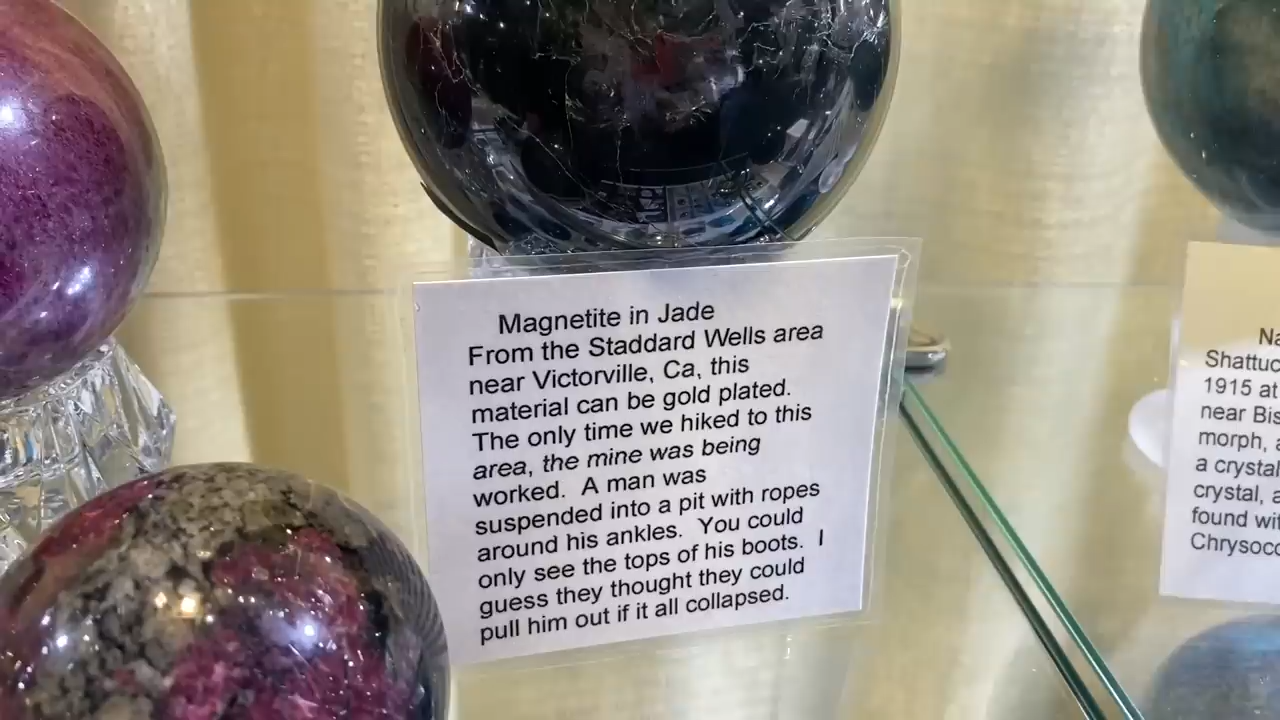 Magnetite in Jade
From the Staddard Wells area
near Victorville, Ca, this
material can be gold plated.
The only time we hiked to this
area, the mine was being
worked. A man was
suspended into a pit with ropes
around his ankles. You could
only see the tops of his boots. I
guess they thought they could
pull him out if it all collapsed.
Shattuc
1915 at
near Bis
morph, a
a crystal
crystal, a
found wit
Chrysoco